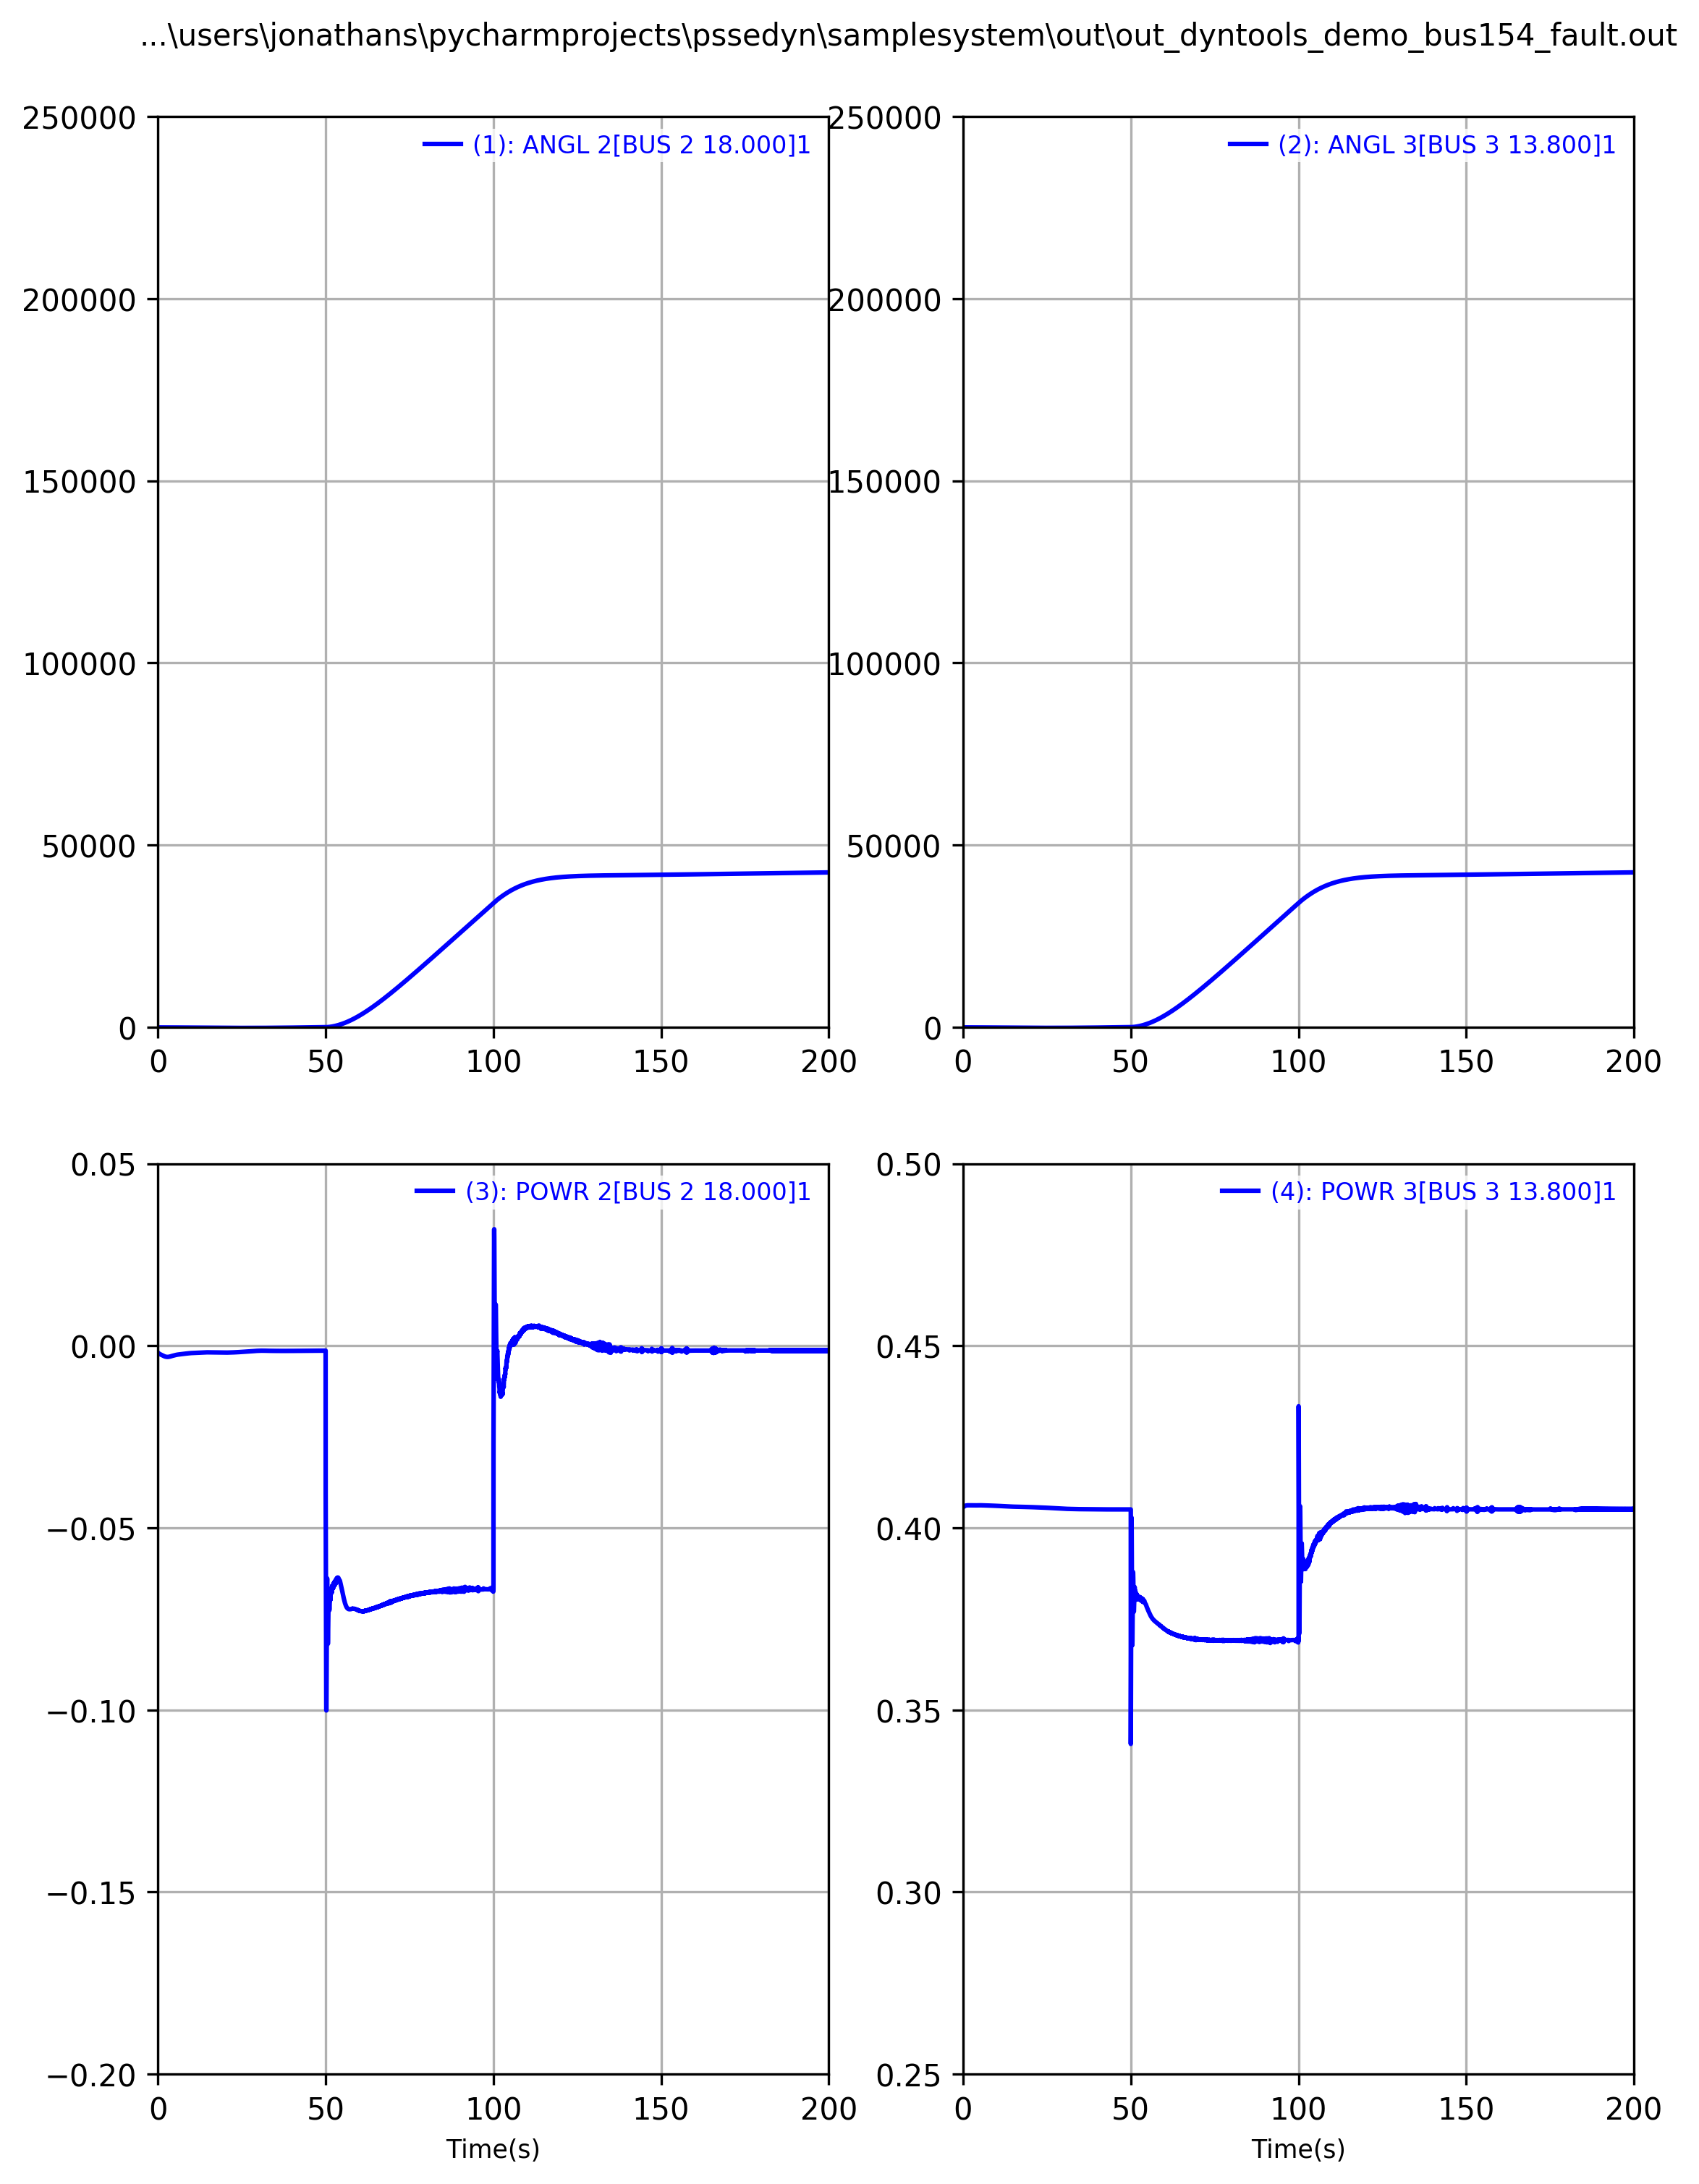 ...\users\jonathans\pycharmprojects\pssedyn\samplesystem\out\out_dyntools_demo_bus154_fault.out
(1): ANGL 2[BUS 2 18.000]1
250000
200000
150000
100000
50000
0
0 50 100 150 200
(2): ANGL 3[BUS 3 13.800]1
250000
200000
150000
100000
50000
0
0 50 100 150 200
(3): POWR 2[BUS 2 18.000]1
0.05
0.00
−0.05
−0.10
−0.15
−0.20
0 50 100 150 200
Time(s)
(4): POWR 3[BUS 3 13.800]1
0.50
0.45
0.40
0.35
0.30
0.25
0 50 100 150 200
Time(s)